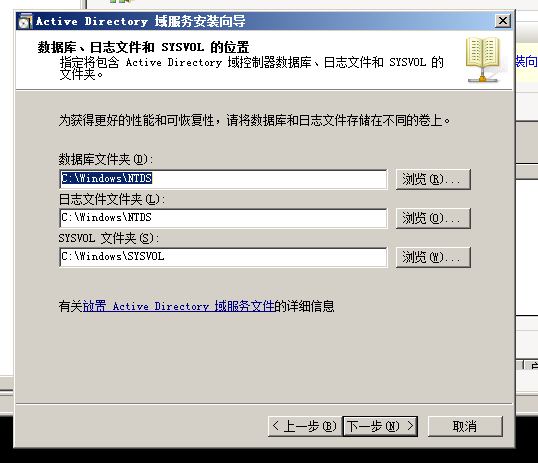 Active Directory 域服务安装向导
数据库、日志文件和 SYSVOL 的位置
指定将包含 Active Directory 域控制器数据库、日志文件和 SYSVOL 的
文件夹。
装向
为获得更好的性能和可恢复性，请将数据库和日志文件存储在不同的卷上。
数据库文件夹(D):
C:\Windows\NTDS
浏览(R)...
日志文件文件夹(L):
C:\Windows\NTDS
浏览(O)...
SYSVOL 文件夹(S):
C:\Windows\SYSVOL
浏览(W)...
有关放置 Active Directory 域服务文件的详细信息
< 上一步(B)
下一步(N) >
取消